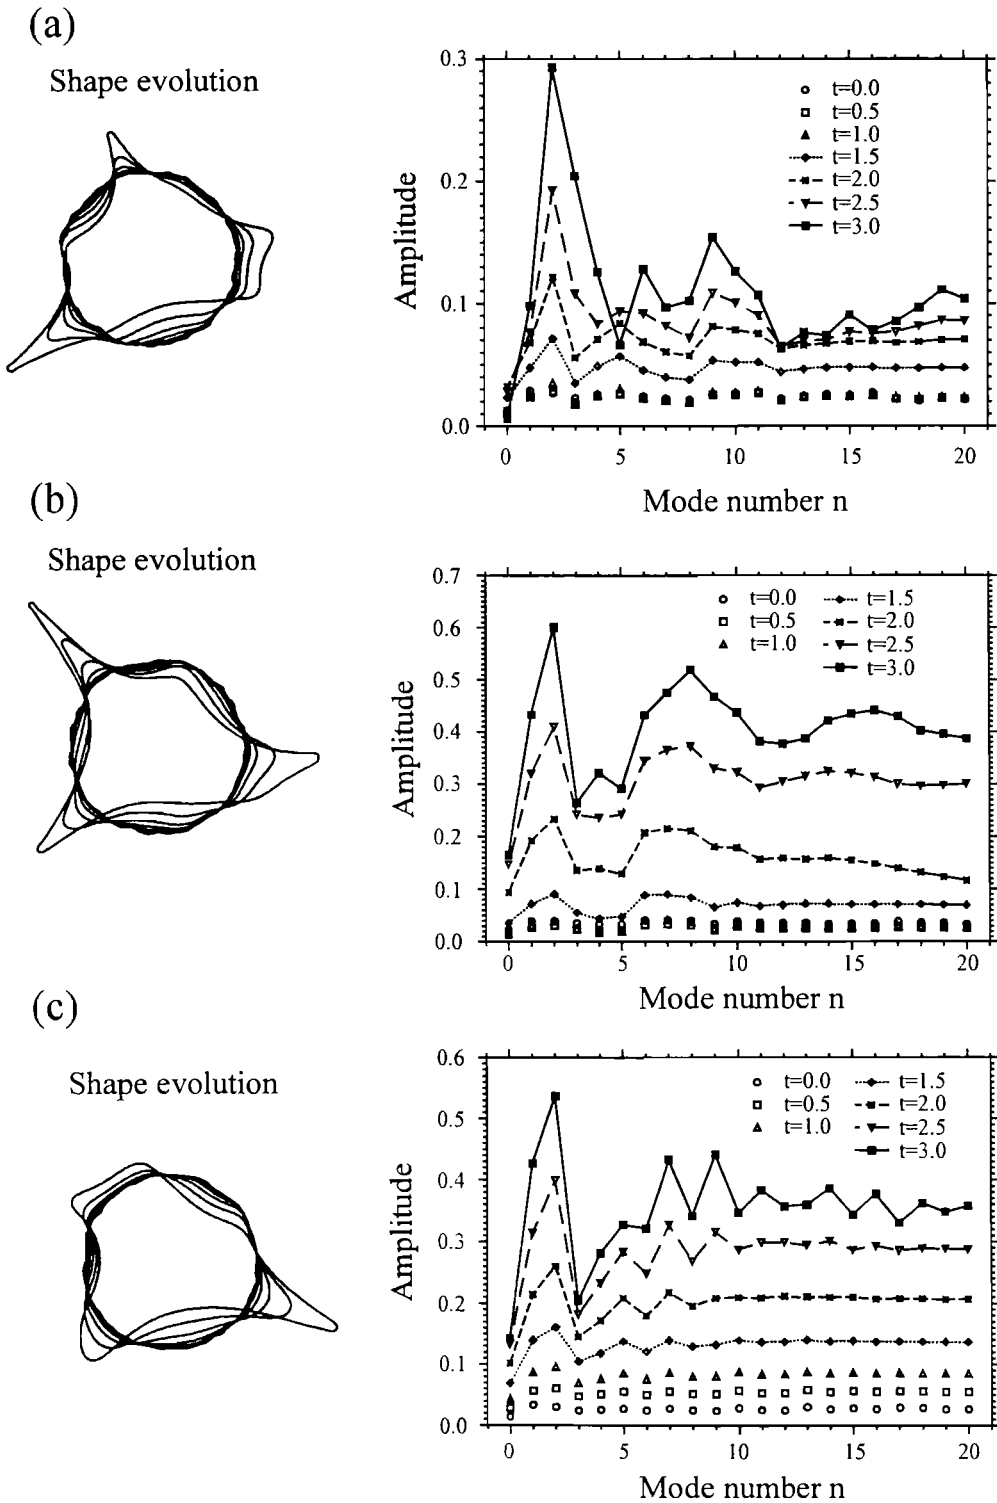 (a)
Shape evolution
Amplitude
0.3
0.2
0.1
0.0
t=0.0
t=0.5
t=1.0
t=1.5
t=2.0
t=2.5
t=3.0
0 5 10 15 20
Mode number n
(b)
Shape evolution
Amplitude
0.7
0.6
0.5
0.4
0.3
0.2
0.1
0.0
t=0.0 t=1.5
t=0.5 t=2.0
t=1.0 t=2.5
t=3.0
0 5 10 15 20
Mode number n
(c)
Shape evolution
Amplitude
0.6
0.5
0.4
0.3
0.2
0.1
0.0
t=0.0 t=1.5
t=0.5 t=2.0
t=1.0 t=2.5
t=3.0
0 5 10 15 20
Mode number n